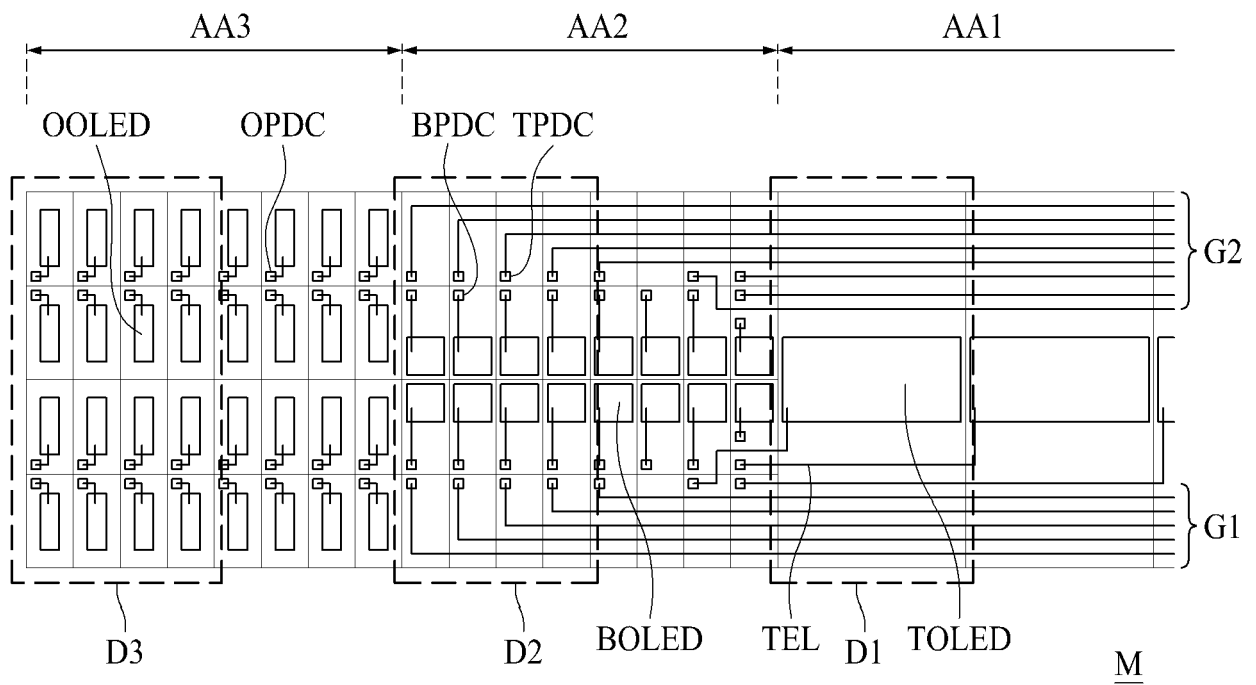 AA3 AA2 AA1
OOLED OPDC BPDC TPDC
G2
G1
D3 D2 BOLED TEL D1 TOLED
M